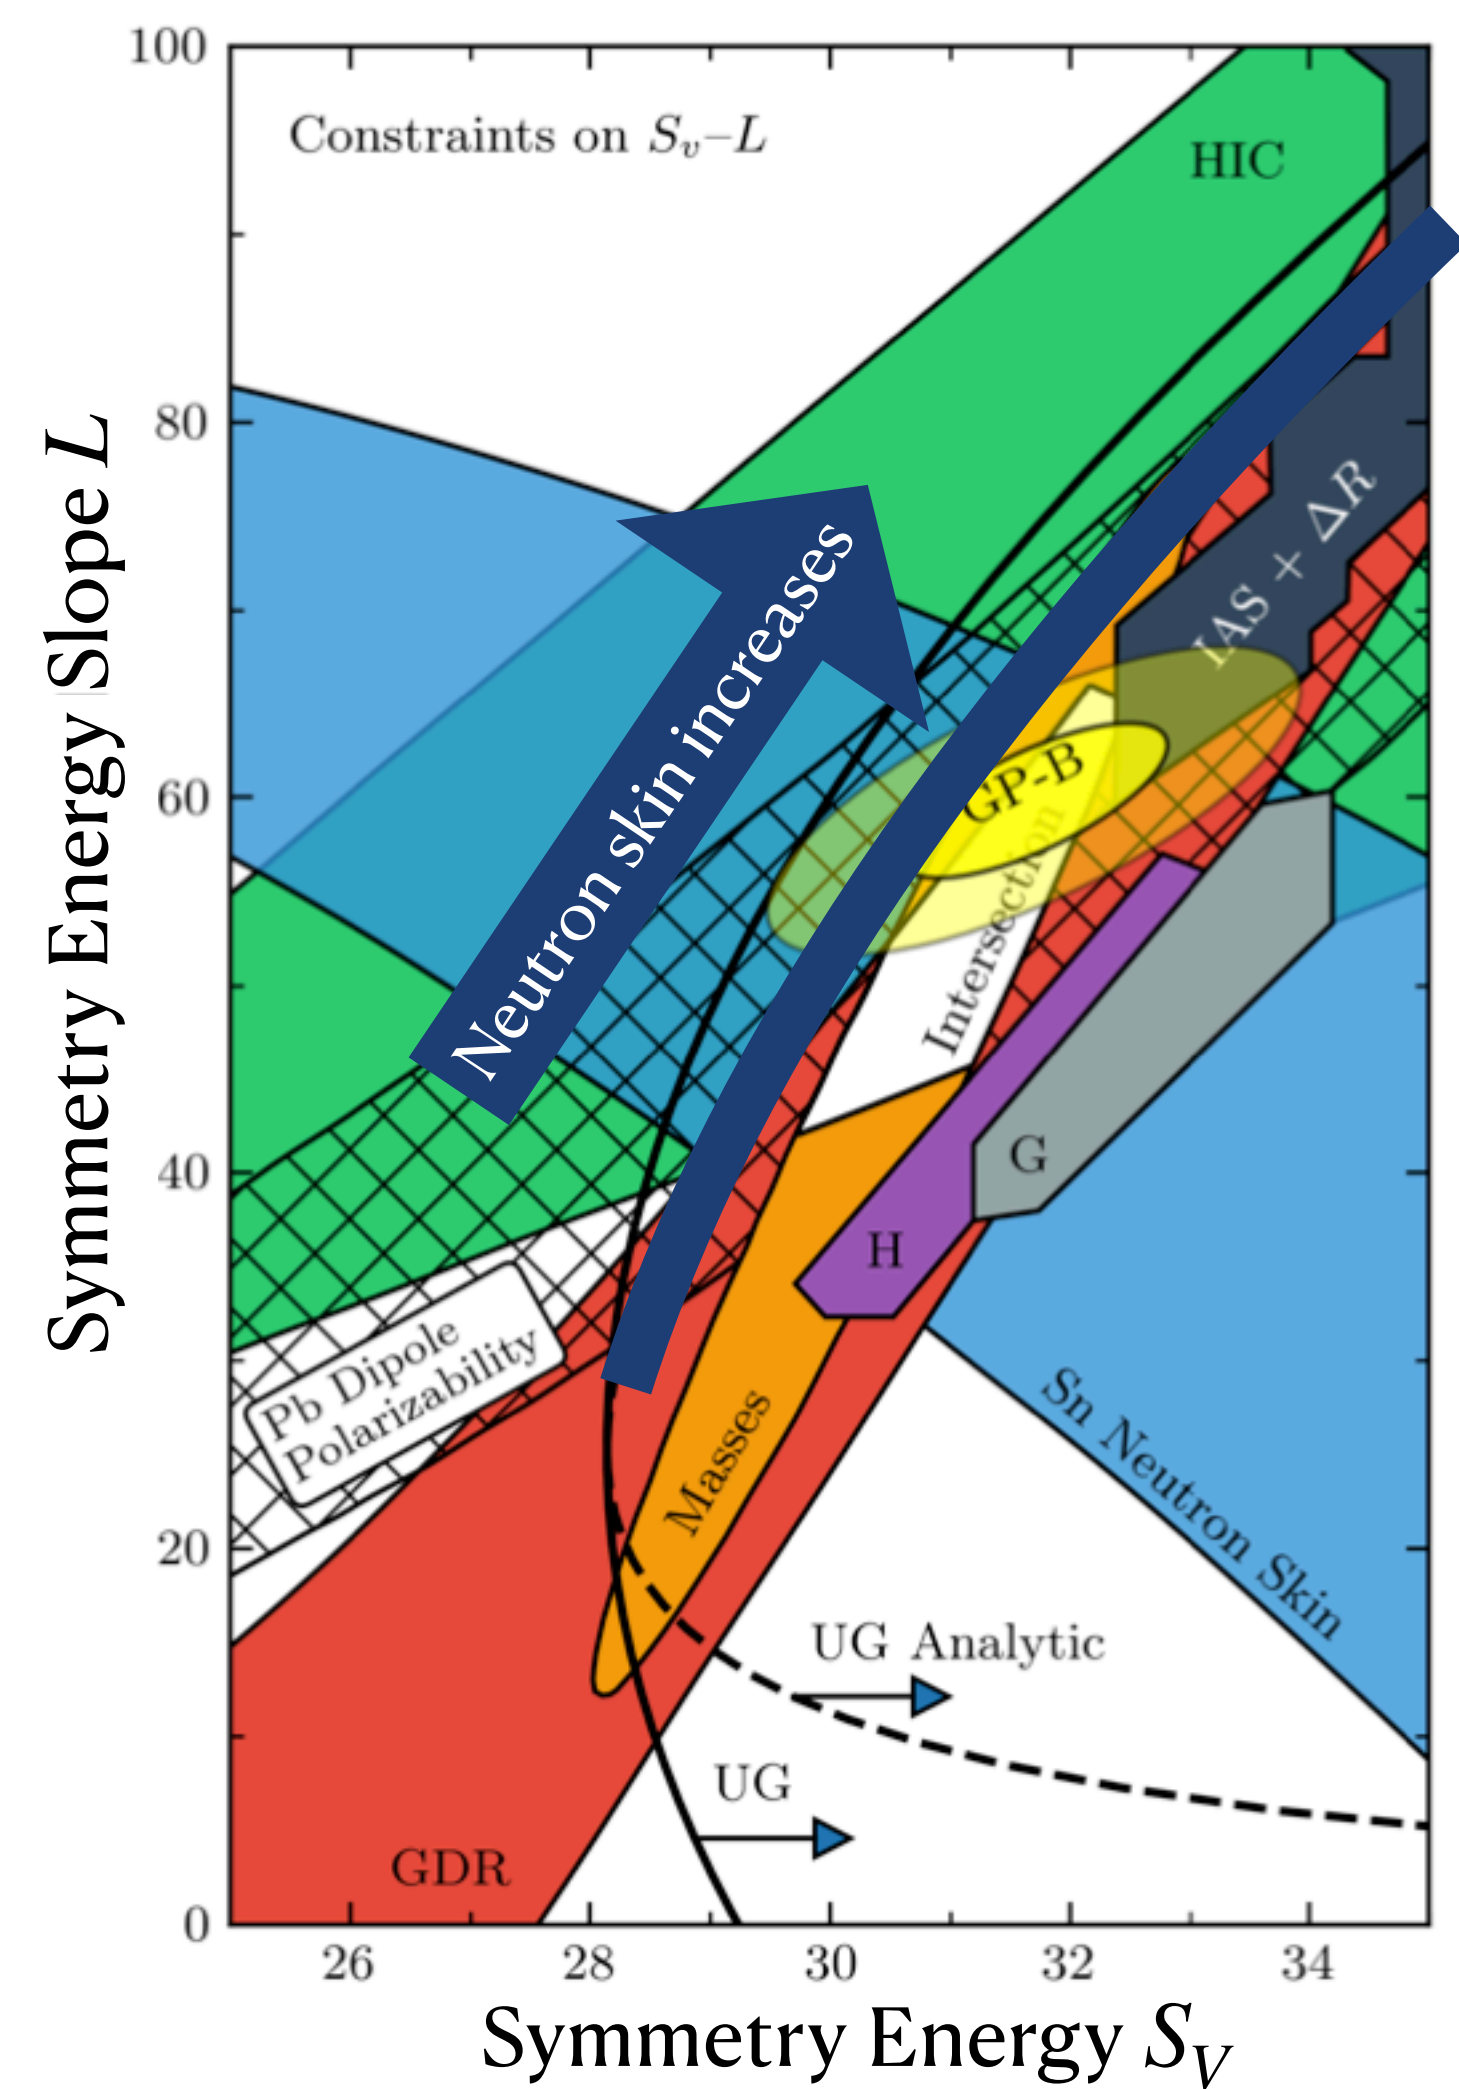 100
80
60
40
20
0
Symmetry Energy Slope L
Constraints on Sᵥ–L
HIC
Neutron skin increases
IAS + ΔR
GP-B
Intersection
G
H
Pb Dipole
Polarizability
Masses
Sn Neutron Skin
UG Analytic
UG
GDR
26 28 30 32 34
Symmetry Energy S_V